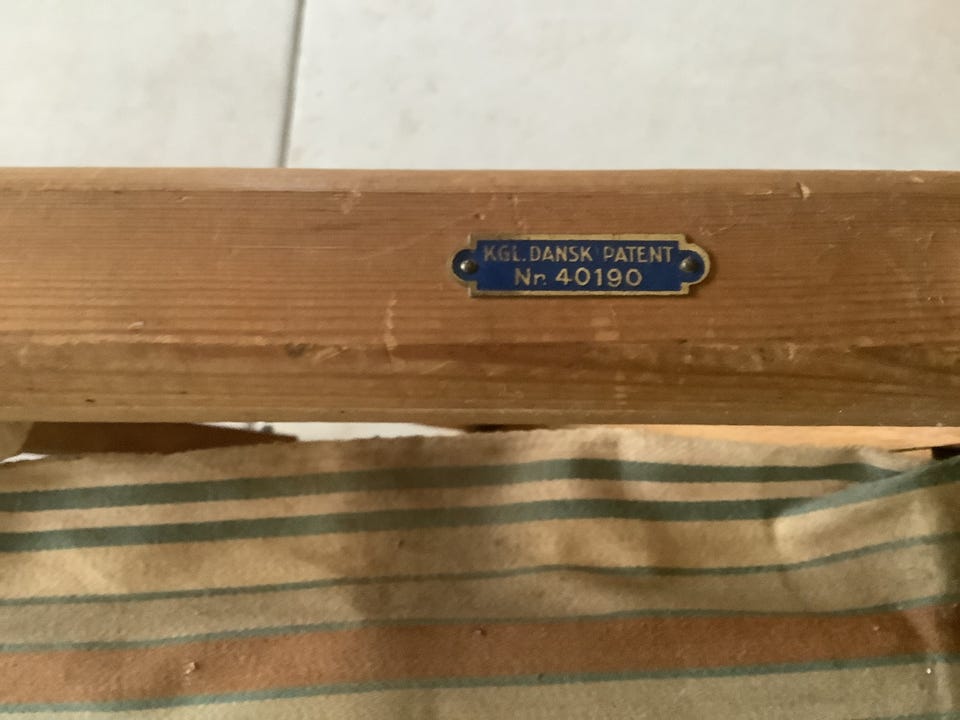 KGL. DANSK PATENT
Nr. 40190